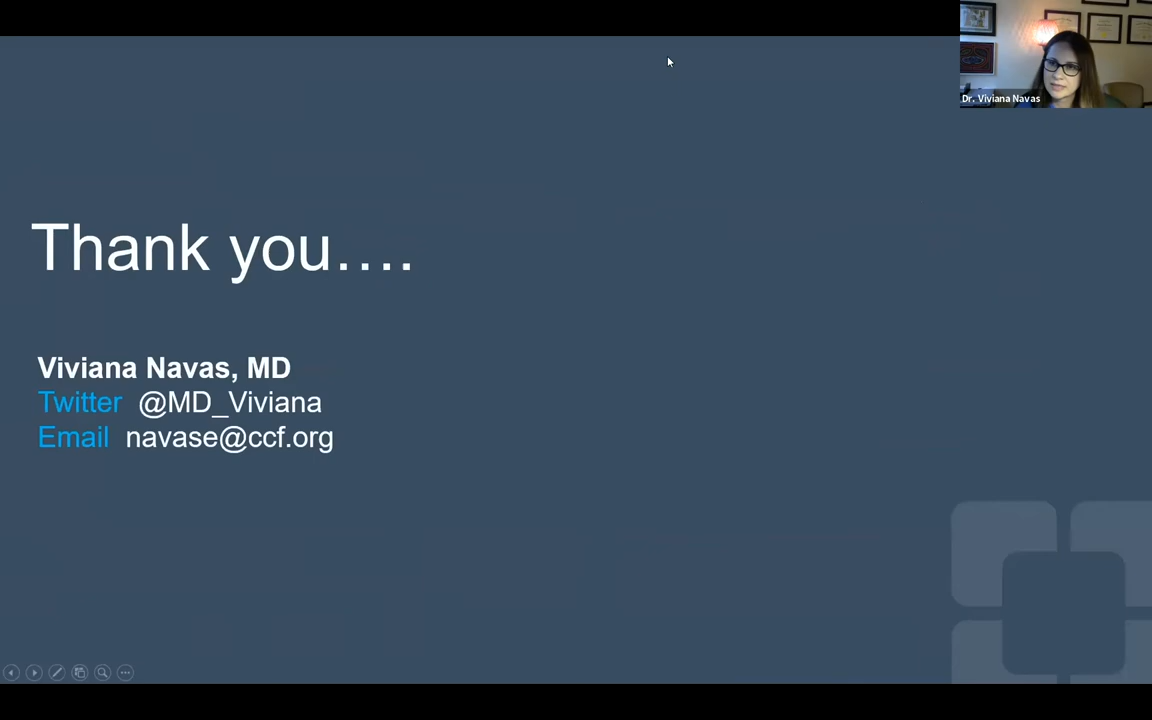 Dr. Viviana Navas
Thank you….
Viviana Navas, MD
Twitter @MD_Viviana
Email navase@ccf.org